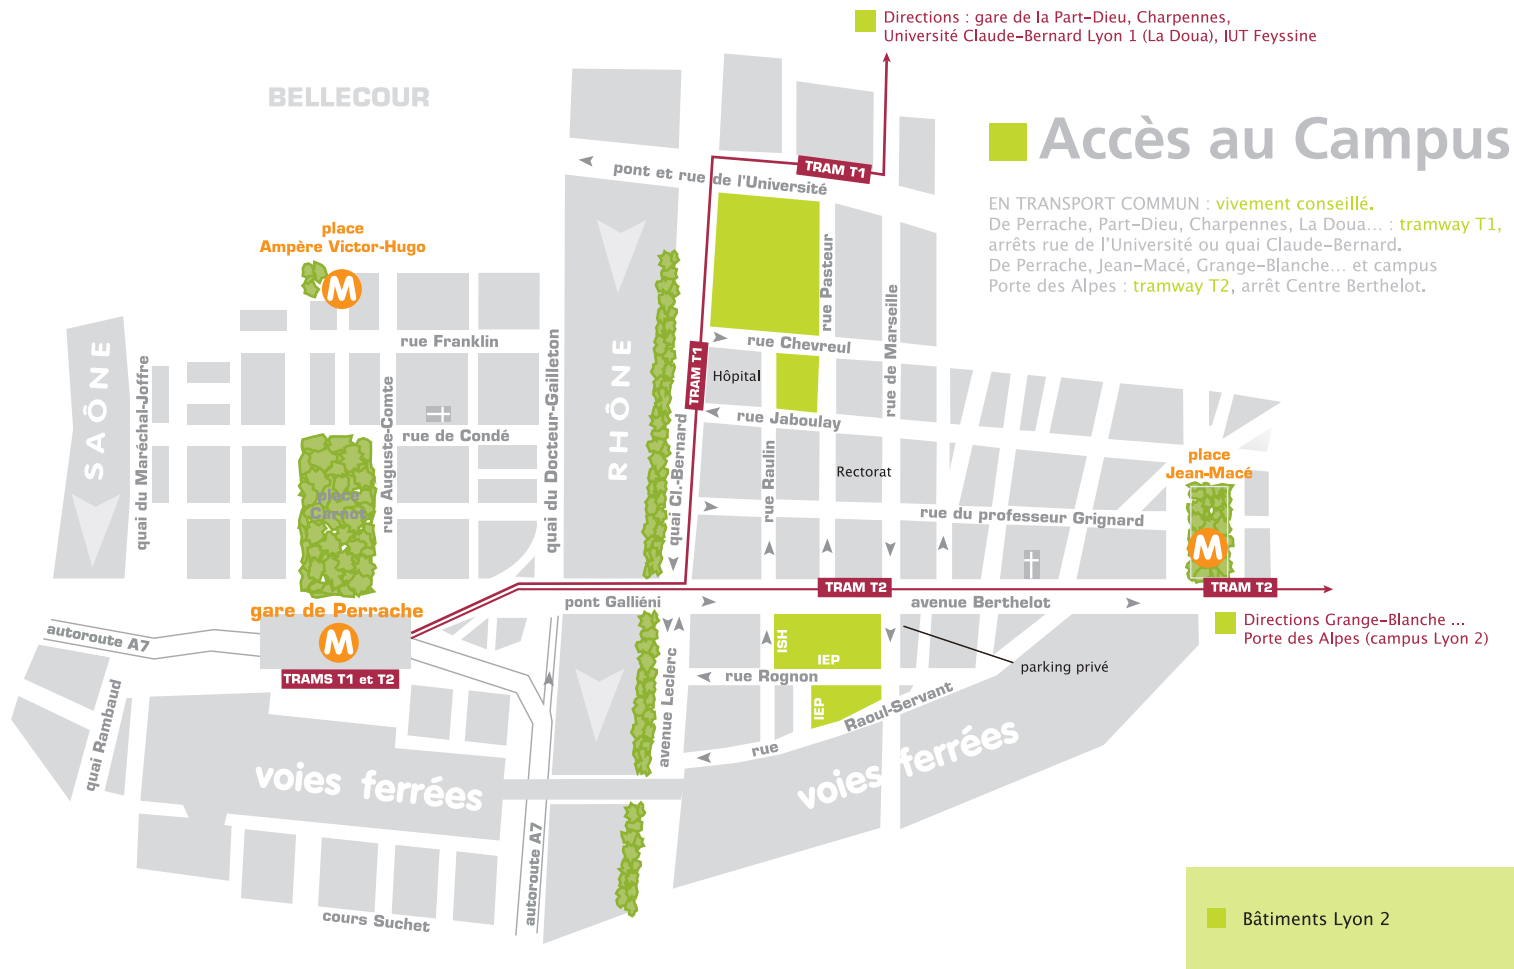 Directions : gare de la Part-Dieu, Charpennes,
Université Claude-Bernard Lyon 1 (La Doua), IUT Feyssine
BELLECOUR
Accès au Campus
EN TRANSPORT COMMUN : vivement conseillé.
De Perrache, Part-Dieu, Charpennes, La Doua... : tramway T1,
arrêts rue de l'Université ou quai Claude-Bernard.
De Perrache, Jean-Macé, Grange-Blanche... et campus
Porte des Alpes : tramway T2, arrêt Centre Berthelot.
TRAM T1
pont et rue de l'Université
place
Ampère Victor-Hugo
M
rue Pasteur
rue de Marseille
rue Franklin
rue Chevreul
SAÔNE
quai du Maréchal-Joffre
rue Auguste-Comte
quai du Docteur-Gailleton
RHÔNE
TRAM T1
Hôpital
rue de Condé
rue Jaboulay
quai Cl.-Bernard
rue Raulin
Rectorat
place
Jean-Macé
M
place
Carnot
rue du professeur Grignard
TRAM T2
TRAM T2
gare de Perrache
M
TRAMS T1 et T2
pont Galliéni
avenue Berthelot
Directions Grange-Blanche ...
Porte des Alpes (campus Lyon 2)
autoroute A7
ISH
IEP
parking privé
avenue Leclerc
rue Rognon
IEP
rue
Raoul-Servant
quai Rambaud
voies ferrées
voies ferrées
autoroute A7
cours Suchet
Bâtiments Lyon 2